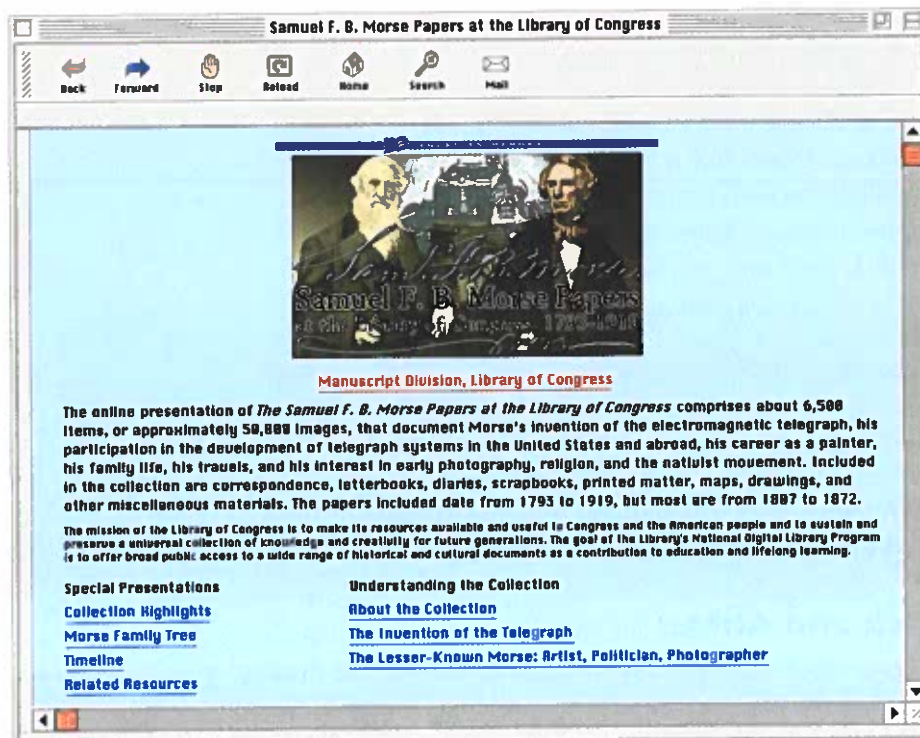 Samuel F. B. Morse Papers at the Library of Congress
Back Forward Stop Reload Home Search Mail
Sam. F. B. Morse
Samuel F. B. Morse Papers
at the Library of Congress, 1793-1919
Manuscript Division, Library of Congress
The online presentation of The Samuel F. B. Morse Papers at the Library of Congress comprises about 6,500
items, or approximately 50,000 images, that document Morse's invention of the electromagnetic telegraph, his
participation in the development of telegraph systems in the United States and abroad, his career as a painter,
his family life, his travels, and his interest in early photography, religion, and the nativist movement. Included
in the collection are correspondence, letterbooks, diaries, scrapbooks, printed matter, maps, drawings, and
other miscellaneous materials. The papers included date from 1793 to 1919, but most are from 1807 to 1872.
The mission of the Library of Congress is to make its resources available and useful to Congress and the American people and to sustain and
preserve a universal collection of knowledge and creativity for future generations. The goal of the Library's National Digital Library Program
is to offer broad public access to a wide range of historical and cultural documents as a contribution to education and lifelong learning.
Special Presentations
Collection Highlights
Morse Family Tree
Timeline
Related Resources
Understanding the Collection
About the Collection
The Invention of the Telegraph
The Lesser-Known Morse: Artist, Politician, Photographer